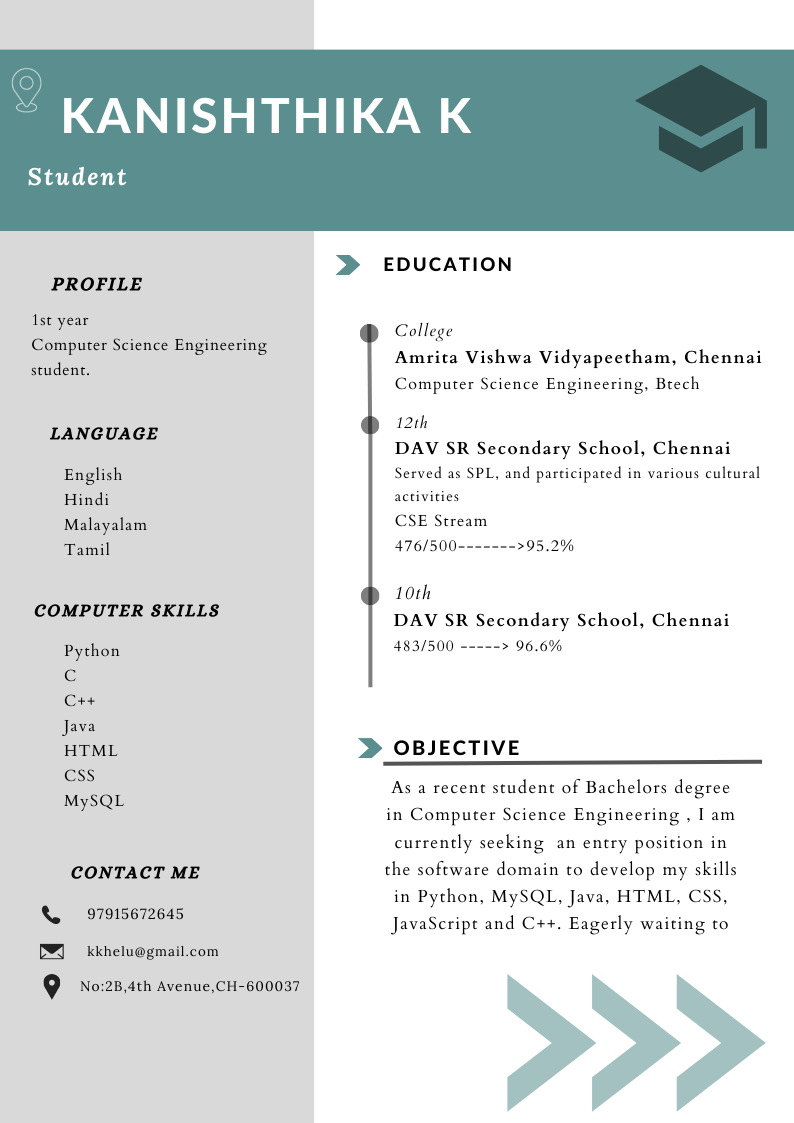 KANISHTHIKA K
Student
PROFILE
1st year
Computer Science Engineering
student.
LANGUAGE
English
Hindi
Malayalam
Tamil
COMPUTER SKILLS
Python
C
C++
Java
HTML
CSS
MySQL
CONTACT ME
97915672645
kkhelu@gmail.com
No:2B,4th Avenue,CH-600037
EDUCATION
College
Amrita Vishwa Vidyapeetham, Chennai
Computer Science Engineering, Btech
12th
DAV SR Secondary School, Chennai
Served as SPL, and participated in various cultural
activities
CSE Stream
476/500------->95.2%
10th
DAV SR Secondary School, Chennai
483/500 -----> 96.6%
OBJECTIVE
As a recent student of Bachelors degree
in Computer Science Engineering , I am
currently seeking  an entry position in
the software domain to develop my skills
in Python, MySQL, Java, HTML, CSS,
JavaScript and C++. Eagerly waiting to